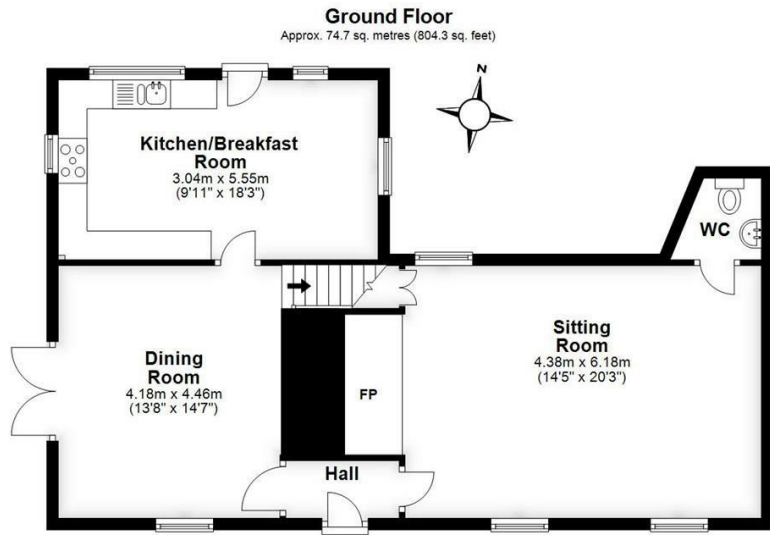 Ground Floor
Approx. 74.7 sq. metres (804.3 sq. feet)
N
Kitchen/Breakfast
Room
3.04m x 5.55m
(9'11" x 18'3")
WC
Dining
Room
4.18m x 4.46m
(13'8" x 14'7")
FP
Sitting
Room
4.38m x 6.18m
(14'5" x 20'3")
Hall